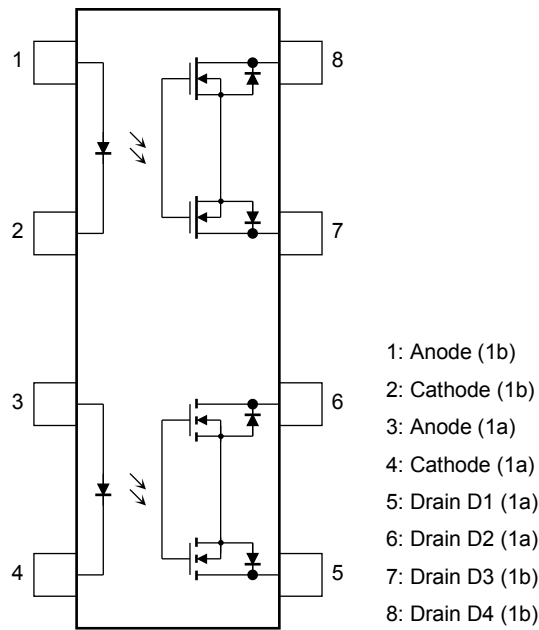 1
8
2
7
3
6
4
5
1: Anode (1b)
2: Cathode (1b)
3: Anode (1a)
4: Cathode (1a)
5: Drain D1 (1a)
6: Drain D2 (1a)
7: Drain D3 (1b)
8: Drain D4 (1b)